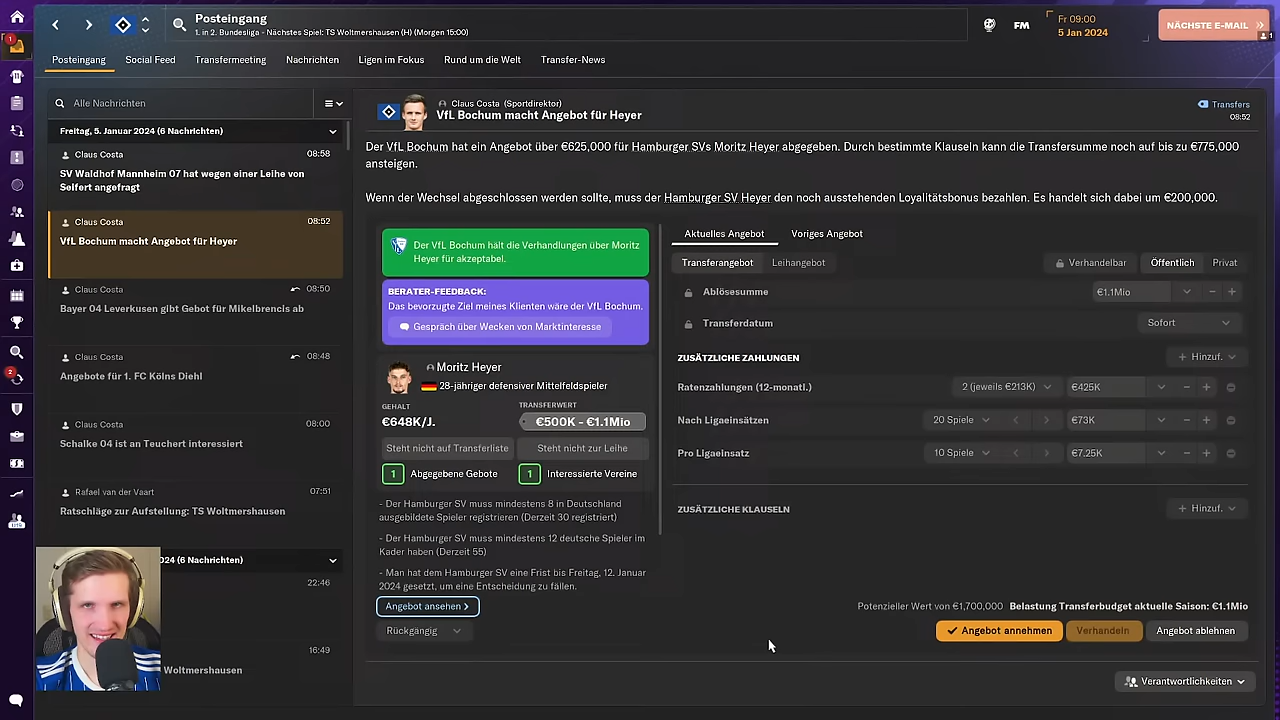 Posteingang
1. in 2. Bundesliga - Nächstes Spiel: TS Woltmershausen (H) (Morgen 15:00)
FM
Fr 09:00
5 Jan 2024
NÄCHSTE E-MAIL
1
1
Posteingang
Social Feed
Transfermeeting
Nachrichten
Ligen im Fokus
Rund um die Welt
Transfer-News
Alle Nachrichten
Freitag, 5. Januar 2024 (6 Nachrichten)
Claus Costa
08:58
SV Waldhof Mannheim 07 hat wegen einer Leihe von
Seifert angefragt
Claus Costa
08:52
VfL Bochum macht Angebot für Heyer
Claus Costa
08:50
Bayer 04 Leverkusen gibt Gebot für Mikelbrencis ab
Claus Costa
08:48
Angebote für 1. FC Kölns Diehl
Claus Costa
08:00
Schalke 04 ist an Teuchert interessiert
2
Rafael van der Vaart
07:51
Ratschläge zur Aufstellung: TS Woltmershausen
024 (6 Nachrichten)
22:46
16:49
Woltmershausen
Claus Costa (Sportdirektor)
VfL Bochum macht Angebot für Heyer
Transfers
08:52
Der VfL Bochum hat ein Angebot über €625,000 für Hamburger SVs Moritz Heyer abgegeben. Durch bestimmte Klauseln kann die Transfersumme noch auf bis zu €775,000
ansteigen.
Wenn der Wechsel abgeschlossen werden sollte, muss der Hamburger SV Heyer den noch ausstehenden Loyalitätsbonus bezahlen. Es handelt sich dabei um €200,000.
Der VfL Bochum hält die Verhandlungen über Moritz
Heyer für akzeptabel.
BERATER-FEEDBACK:
Das bevorzugte Ziel meines Klienten wäre der VfL Bochum.
Gespräch über Wecken von Marktinteresse
Moritz Heyer
28-jähriger defensiver Mittelfeldspieler
GEHALT
€648K/J.
TRANSFERWERT
€500K - €1.1Mio
Steht nicht auf Transferliste
Steht nicht zur Leihe
1 Abgegebene Gebote
1 Interessierte Vereine
- Der Hamburger SV muss mindestens 8 in Deutschland
ausgebildete Spieler registrieren (Derzeit 30 registriert)
- Der Hamburger SV muss mindestens 12 deutsche Spieler im
Kader haben (Derzeit 55)
- Man hat dem Hamburger SV eine Frist bis Freitag, 12. Januar
2024 gesetzt, um eine Entscheidung zu fällen.
Angebot ansehen
Rückgängig
Aktuelles Angebot
Voriges Angebot
Transferangebot
Leihangebot
Verhandelbar
Öffentlich
Privat
Ablösesumme
€1.1Mio
Transferdatum
Sofort
ZUSÄTZLICHE ZAHLUNGEN
+ Hinzuf.
Ratenzahlungen (12-monatl.)
2 (jeweils €213K)
€425K
Nach Ligaeinsätzen
20 Spiele
€73K
Pro Ligaeinsatz
10 Spiele
€7.25K
ZUSÄTZLICHE KLAUSELN
+ Hinzuf.
Potenzieller Wert von €1,700,000
Belastung Transferbudget aktuelle Saison: €1.1Mio
Angebot annehmen
Verhandeln
Angebot ablehnen
Verantwortlichkeiten